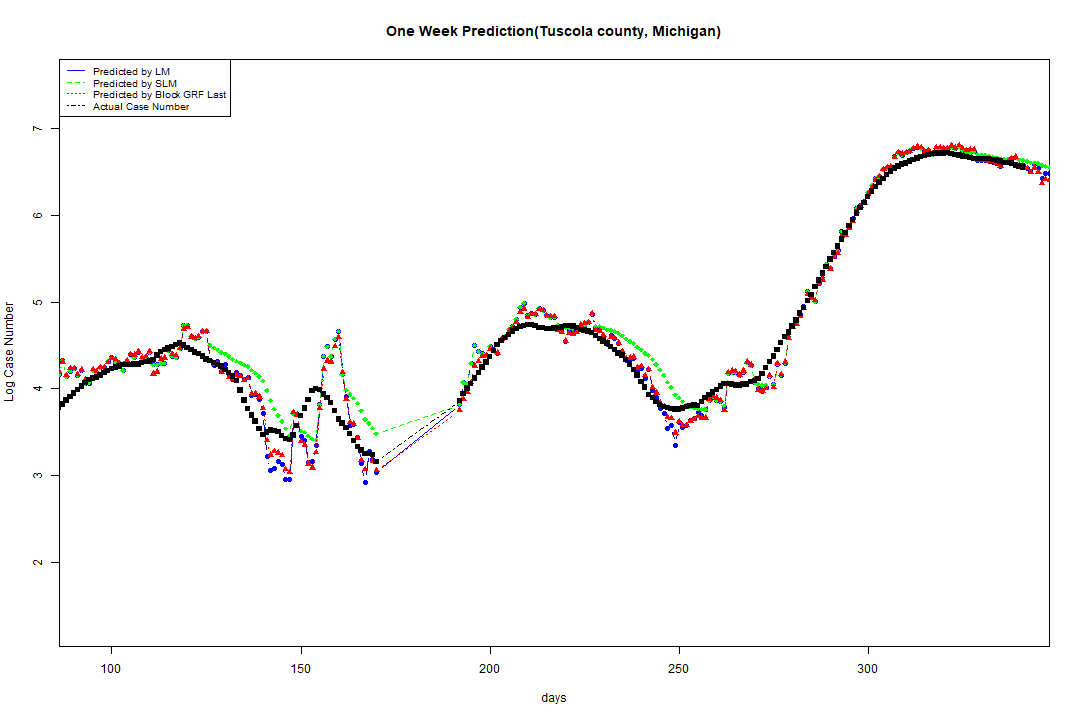 One Week Prediction(Tuscola county, Michigan)
Predicted by LM
Predicted by SLM
Predicted by Block GRF Last
Actual Case Number
7
6
5
4
3
2
Log Case Number
100 150 200 250 300
days